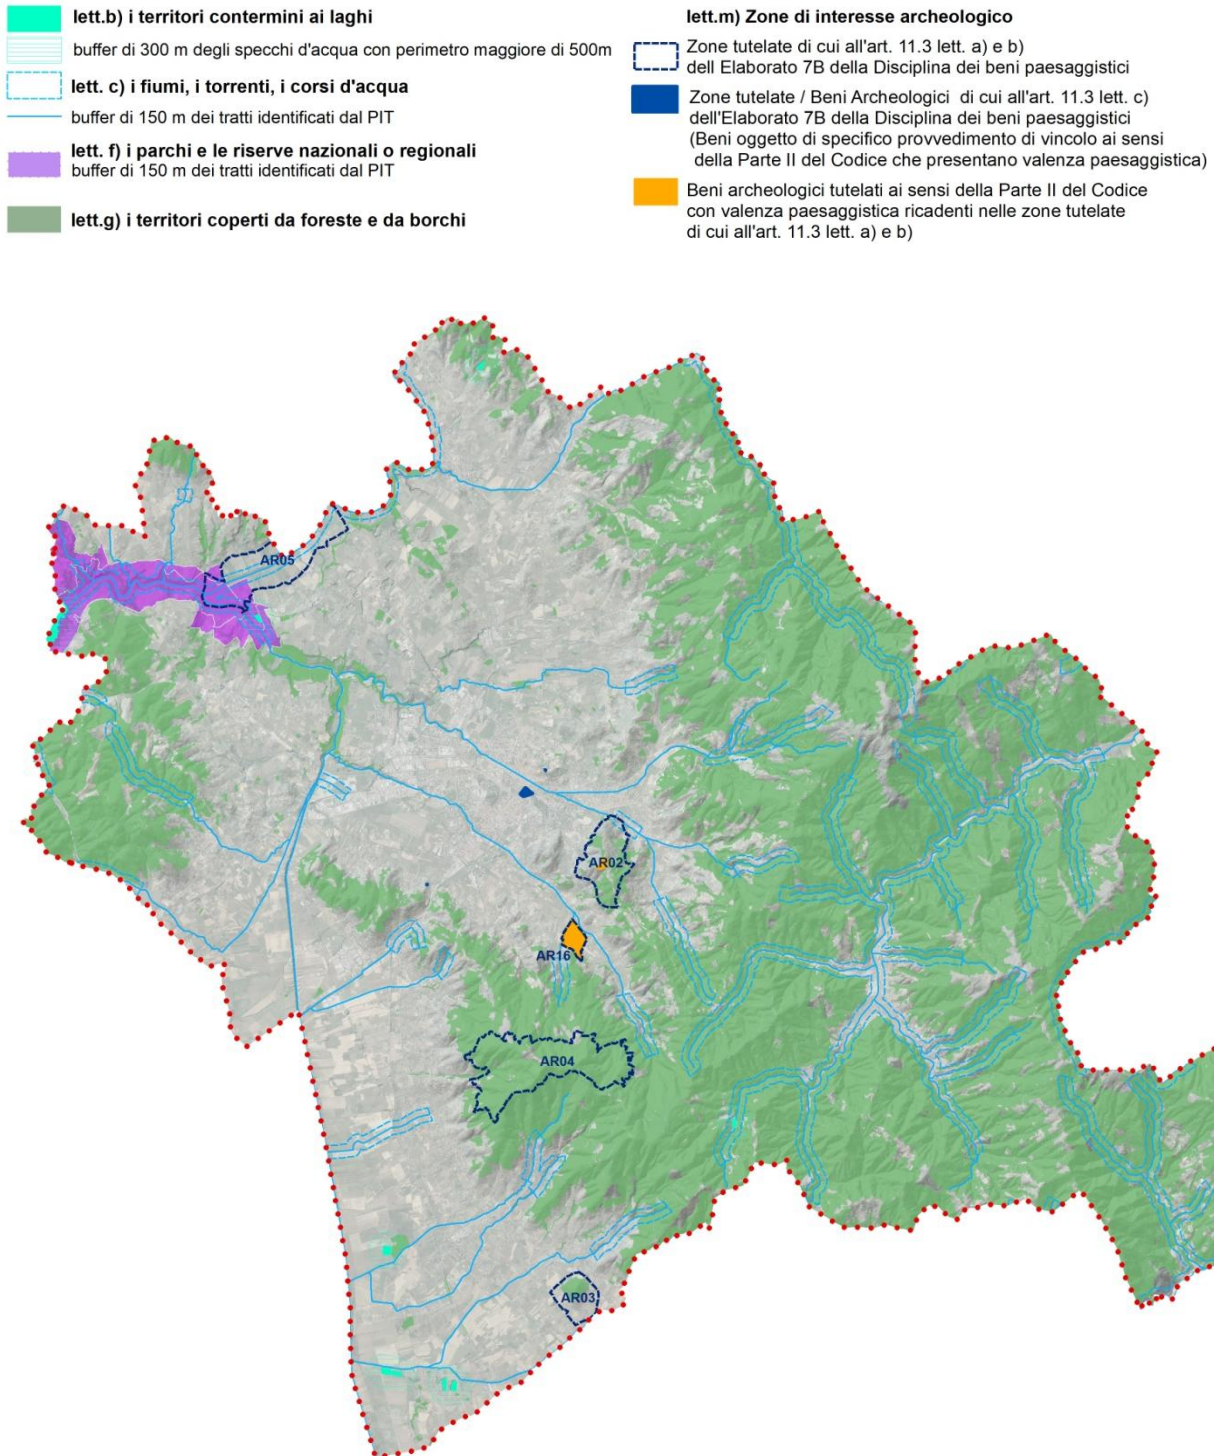 lett.b) i territori contermini ai laghi
buffer di 300 m degli specchi d'acqua con perimetro maggiore di 500m
lett. c) i fiumi, i torrenti, i corsi d'acqua
buffer di 150 m dei tratti identificati dal PIT
lett. f) i parchi e le riserve nazionali o regionali
buffer di 150 m dei tratti identificati dal PIT
lett.g) i territori coperti da foreste e da borchi
lett.m) Zone di interesse archeologico
Zone tutelate di cui all'art. 11.3 lett. a) e b)
dell Elaborato 7B della Disciplina dei beni paesaggistici
Zone tutelate / Beni Archeologici di cui all'art. 11.3 lett. c)
dell'Elaborato 7B della Disciplina dei beni paesaggistici
(Beni oggetto di specifico provvedimento di vincolo ai sensi
della Parte II del Codice che presentano valenza paesaggistica)
Beni archeologici tutelati ai sensi della Parte II del Codice
con valenza paesaggistica ricadenti nelle zone tutelate
di cui all'art. 11.3 lett. a) e b)
AR05
AR02
AR16
AR04
AR03